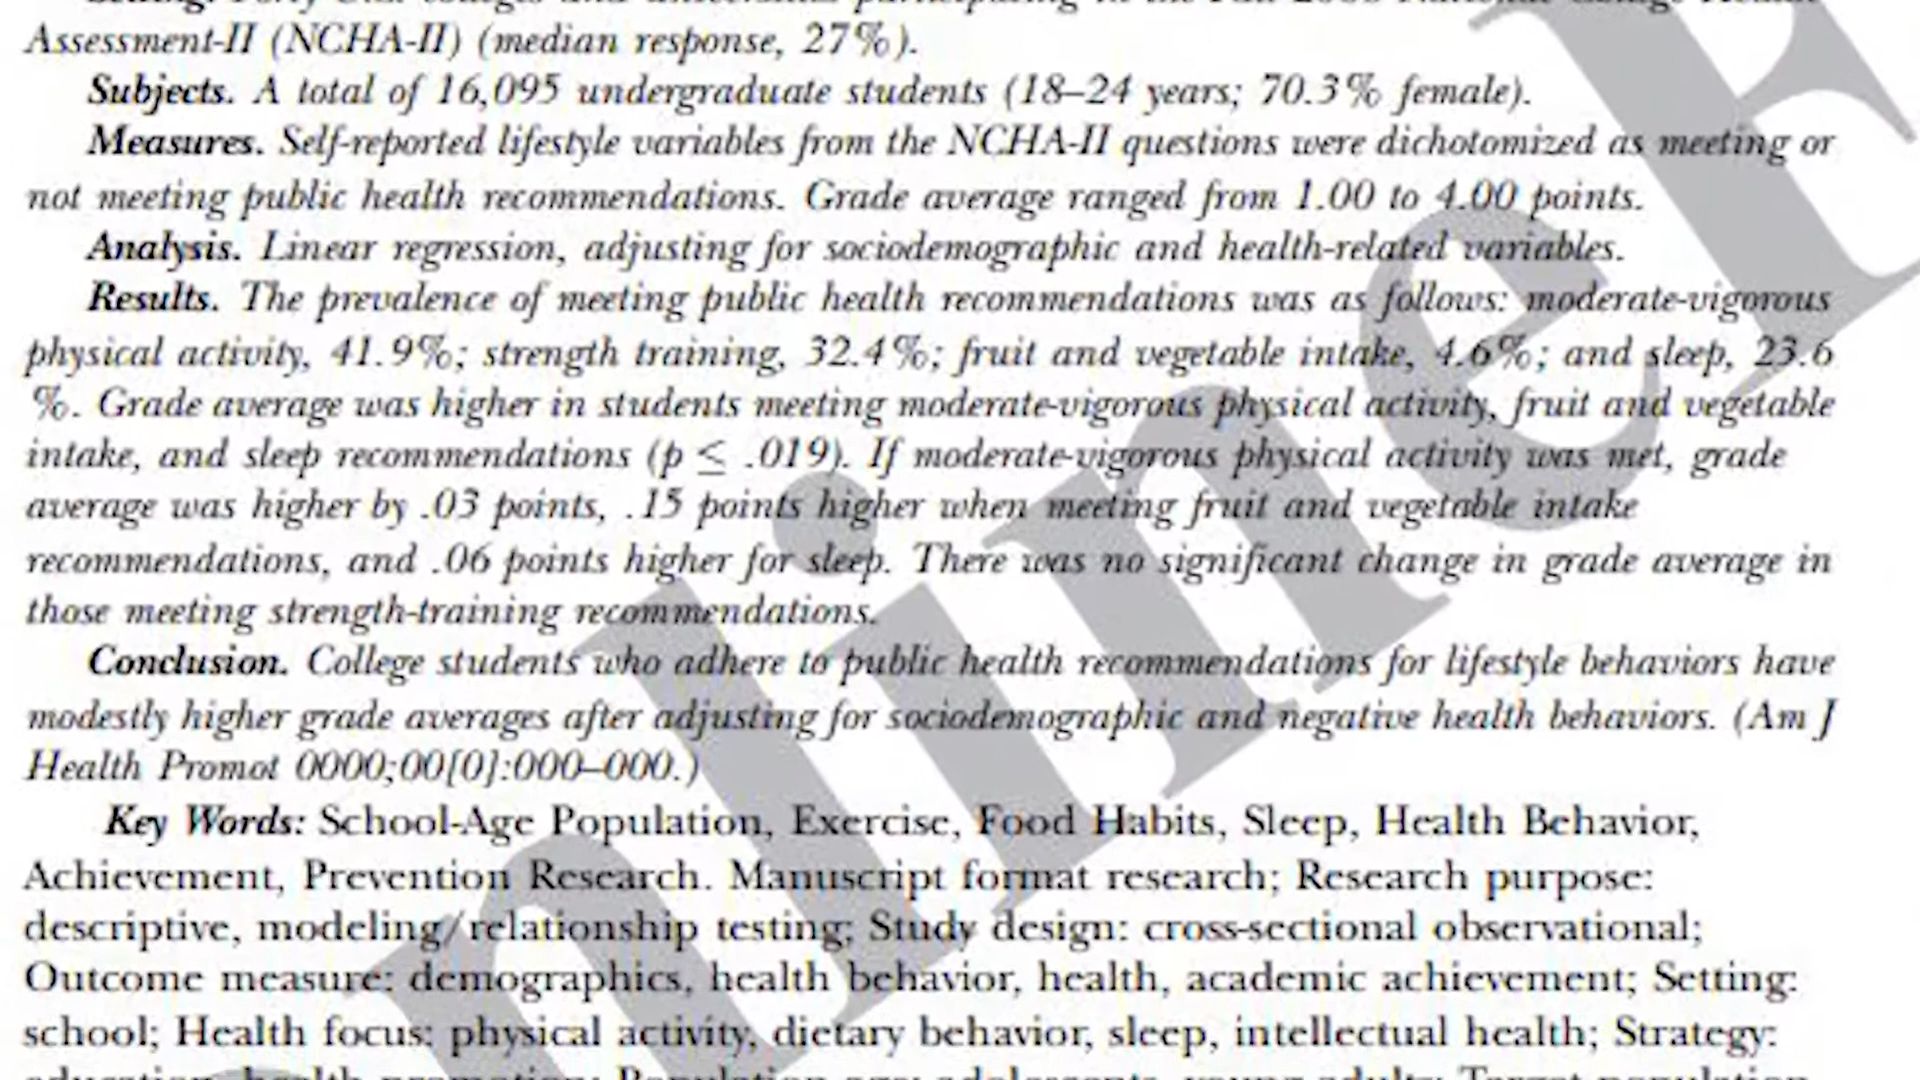 Assessment-II (NCHA-II) (median response, 27%).
Subjects. A total of 16,095 undergraduate students (18–24 years; 70.3% female).
Measures. Self-reported lifestyle variables from the NCHA-II questions were dichotomized as meeting or
not meeting public health recommendations. Grade average ranged from 1.00 to 4.00 points.
Analysis. Linear regression, adjusting for sociodemographic and health-related variables.
Results. The prevalence of meeting public health recommendations was as follows: moderate-vigorous
physical activity, 41.9%; strength training, 32.4%; fruit and vegetable intake, 4.6%; and sleep, 23.6
%. Grade average was higher in students meeting moderate-vigorous physical activity, fruit and vegetable
intake, and sleep recommendations (p ≤ .019). If moderate-vigorous physical activity was met, grade
average was higher by .03 points, .15 points higher when meeting fruit and vegetable intake
recommendations, and .06 points higher for sleep. There was no significant change in grade average in
those meeting strength-training recommendations.
Conclusion. College students who adhere to public health recommendations for lifestyle behaviors have
modestly higher grade averages after adjusting for sociodemographic and negative health behaviors. (Am J
Health Promot 0000;00[0]:000–000.)
Key Words: School-Age Population, Exercise, Food Habits, Sleep, Health Behavior,
Achievement, Prevention Research. Manuscript format research; Research purpose:
descriptive, modeling/relationship testing; Study design: cross-sectional observational;
Outcome measure: demographics, health behavior, health, academic achievement; Setting:
school; Health focus: physical activity, dietary behavior, sleep, intellectual health; Strategy: